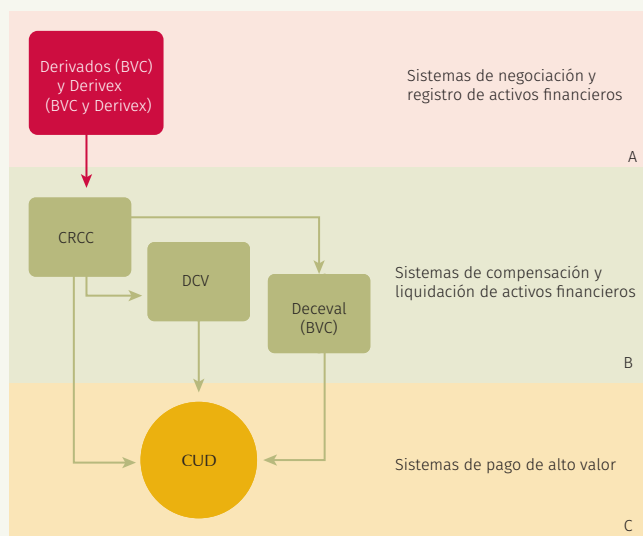 Derivados (BVC)
y Derivex
(BVC y Derivex)
Sistemas de negociación y
registro de activos financieros
A
CRCC
DCV
Deceval
(BVC)
Sistemas de compensación y
liquidación de activos financieros
B
CUD
Sistemas de pago de alto valor
C